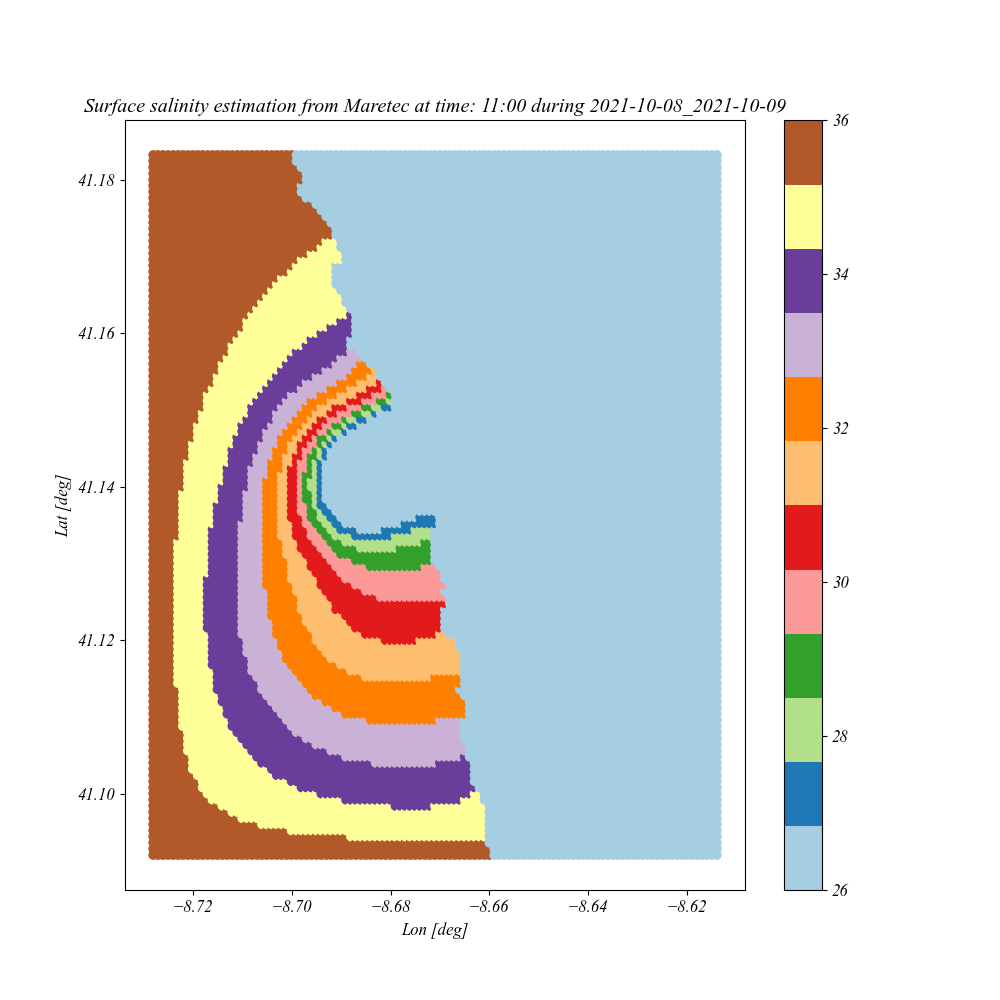 Surface salinity estimation from Maretec at time: 11:00 during 2021-10-08_2021-10-09
36
34
32
30
28
26
41.18
41.16
41.14
41.12
41.10
Lat [deg]
−8.72 −8.70 −8.68 −8.66 −8.64 −8.62
Lon [deg]